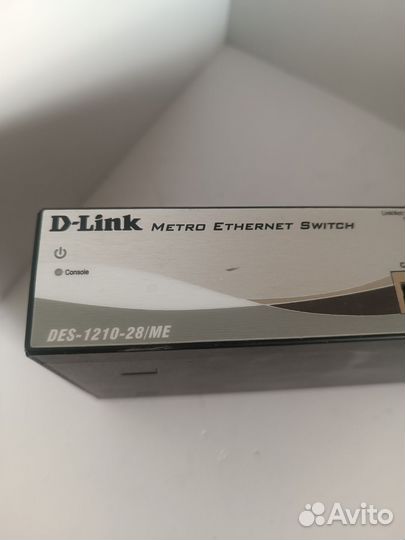 D-Link METRO ETHERNET SWITCH
Console
DES-1210-28/ME
Avito